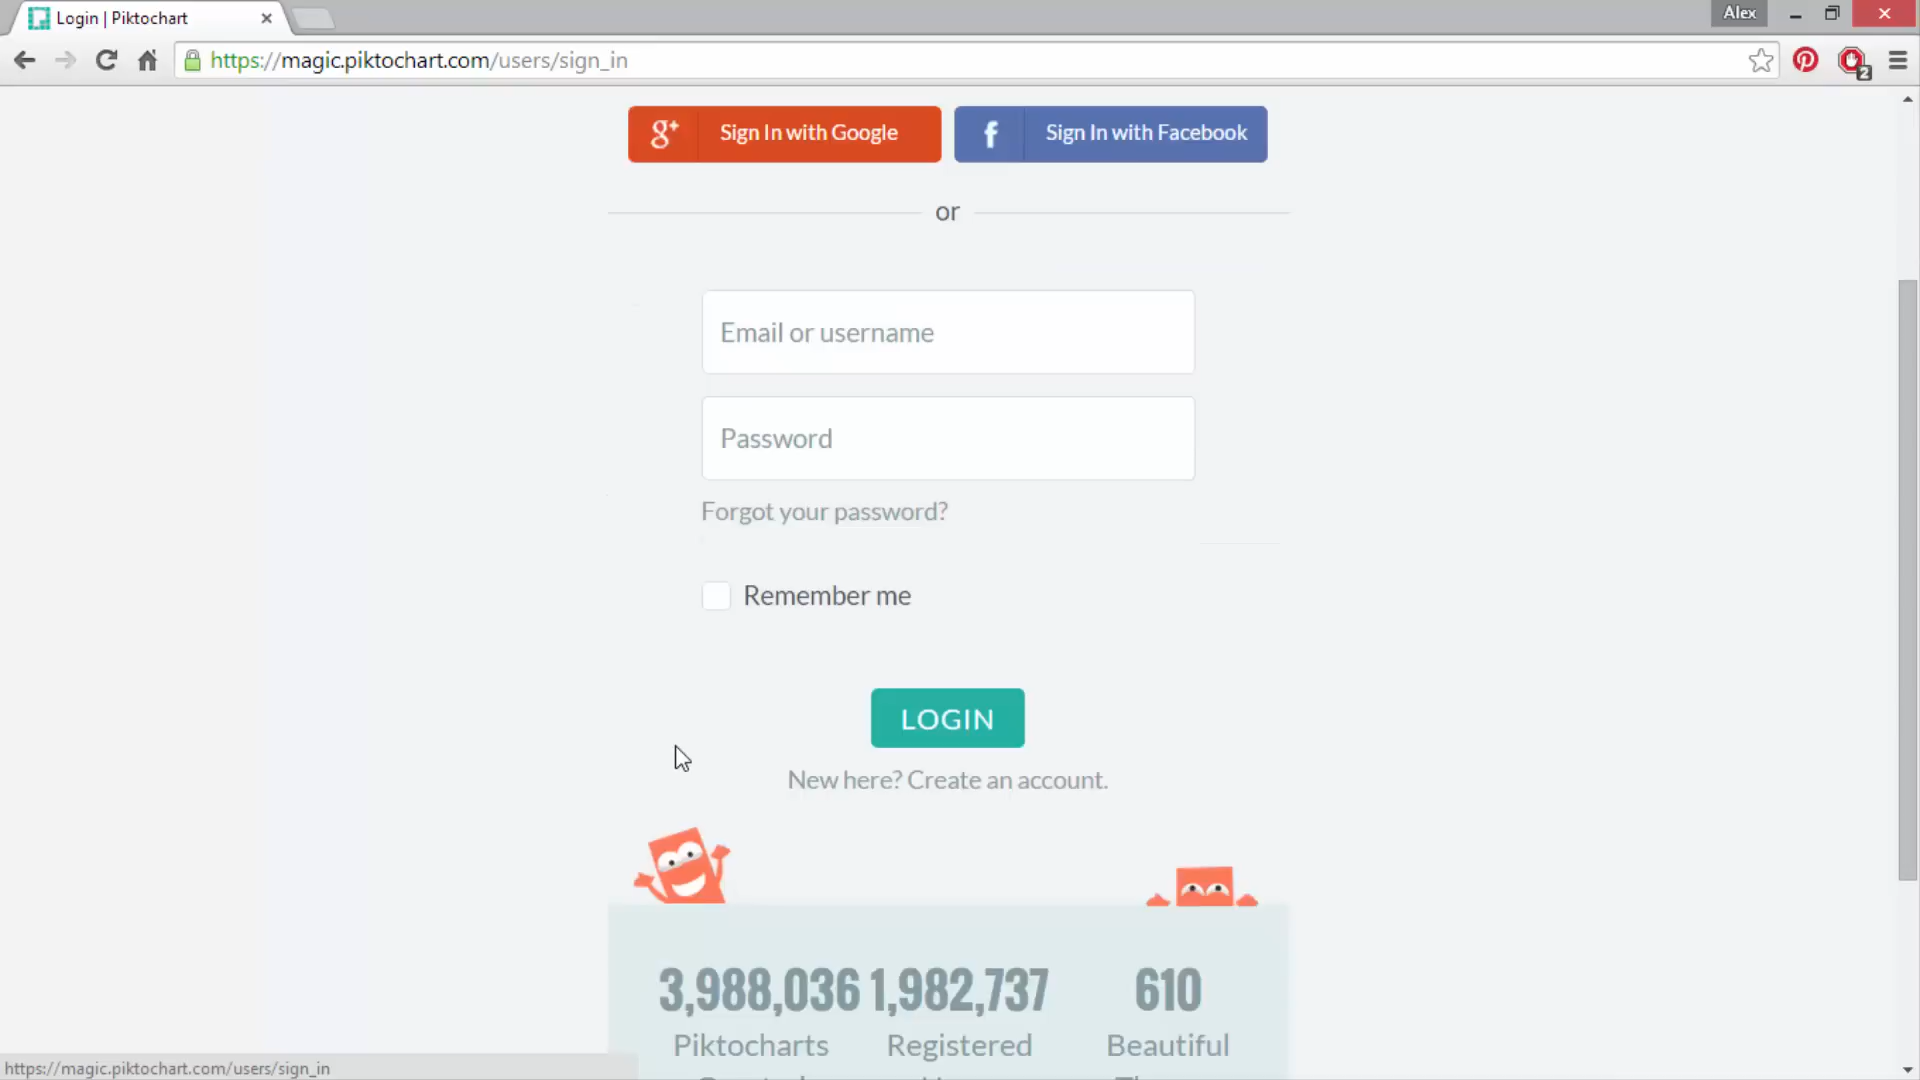 Login | Piktochart
Alex
https://magic.piktochart.com/users/sign_in
2
g+ Sign In with Google
f Sign In with Facebook
or
Email or username
Password
Forgot your password?
Remember me
LOGIN
New here? Create an account.
3,988,036 1,982,737 610
Piktocharts Registered Beautiful
https://magic.piktochart.com/users/sign_in